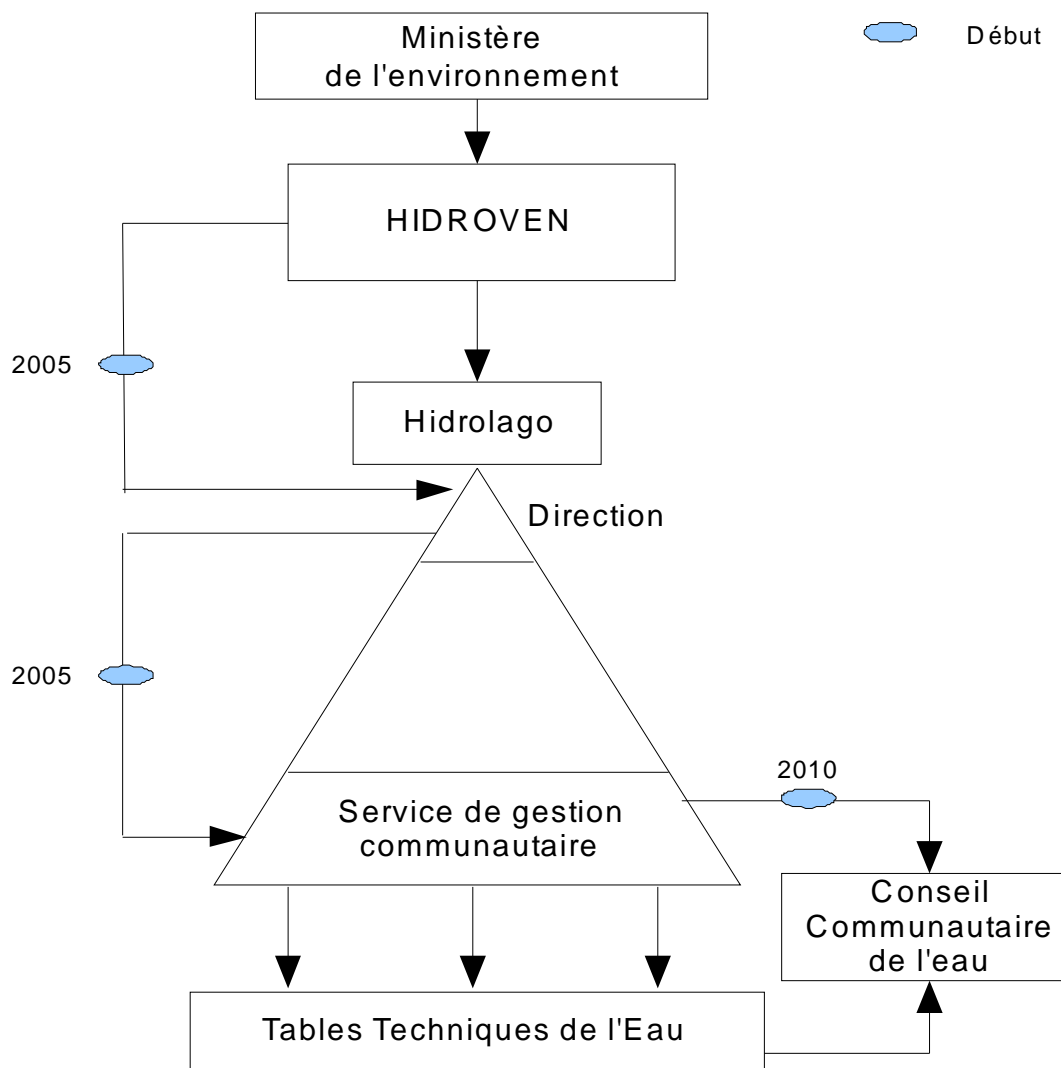 Ministère
de l'environnement
Début
HIDROVEN
2005
Hidrolago
Direction
2005
2010
Service de gestion
communautaire
Conseil
Communautaire
de l'eau
Tables Techniques de l'Eau